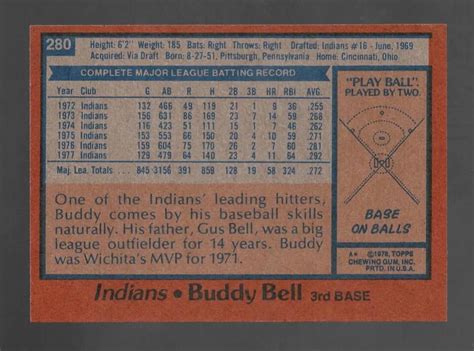 280
Height: 6'2" Weight: 185 Bats: Right Throws: Right Drafted: Indians #16 - June, 1969
Acquired: Via Draft Born: 8-27-51, Pittsburgh, Pennsylvania Home: Cincinnati, Ohio
COMPLETE MAJOR LEAGUE BATTING RECORD
Year Club G AB R H 2B 3B HR RBI AVG
1972 Indians 132 466 49 119 21 1 9 36 .255
1973 Indians 156 631 86 169 23 7 14 59 .268
1974 Indians 116 423 51 111 15 1 7 46 .262
1975 Indians 153 553 66 150 20 4 10 59 .271
1976 Indians 159 604 75 170 26 2 7 60 .281
1977 Indians 129 479 64 140 23 4 11 64 .292
Maj. Lea. Totals 845 3156 391 859 128 19 58 324 .272
One of the Indians' leading hitters,
Buddy comes by his baseball skills
naturally. His father, Gus Bell, was a big
league outfielder for 14 years. Buddy
was Wichita's MVP for 1971.
"PLAY BALL"
PLAYED BY TWO.
BASE
ON BALLS
©1978, TOPPS
CHEWING GUM, INC.
PRTD. IN U.S.A.
Indians • Buddy Bell 3rd BASE